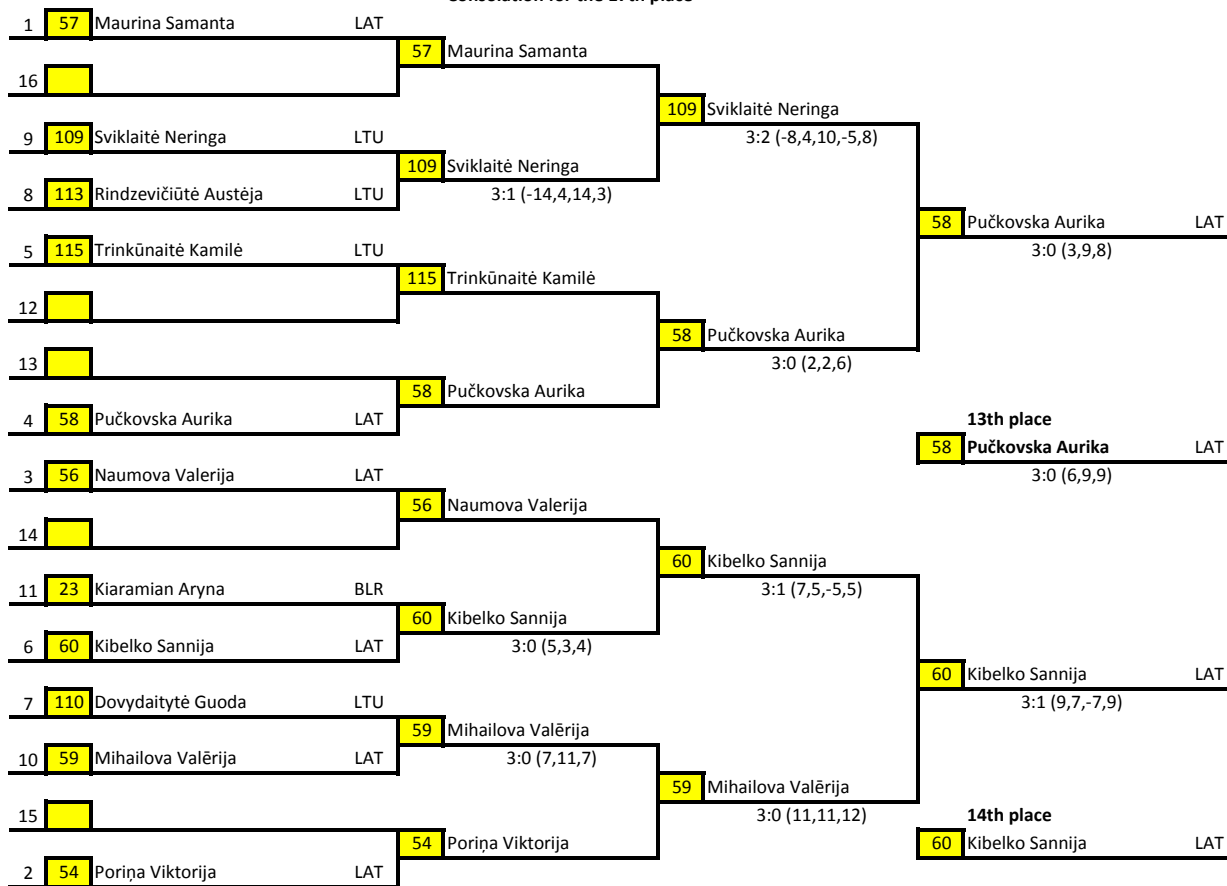 1 57 Maurina Samanta LAT
57 Maurina Samanta
16
109 Sviklaitė Neringa
9 109 Sviklaitė Neringa LTU 3:2 (-8,4,10,-5,8)
109 Sviklaitė Neringa
8 113 Rindzevičiūtė Austėja LTU 3:1 (-14,4,14,3)
58 Pučkovska Aurika LAT
5 115 Trinkūnaitė Kamilė LTU 3:0 (3,9,8)
115 Trinkūnaitė Kamilė
12
58 Pučkovska Aurika
13 3:0 (2,2,6)
58 Pučkovska Aurika
4 58 Pučkovska Aurika LAT 13th place
58 Pučkovska Aurika LAT
3 56 Naumova Valerija LAT 3:0 (6,9,9)
56 Naumova Valerija
14
60 Kibelko Sannija
11 23 Kiaramian Aryna BLR 3:1 (7,5,-5,5)
60 Kibelko Sannija
6 60 Kibelko Sannija LAT 3:0 (5,3,4)
60 Kibelko Sannija LAT
7 110 Dovydaitytė Guoda LTU 3:1 (9,7,-7,9)
59 Mihailova Valērija
10 59 Mihailova Valērija LAT 3:0 (7,11,7)
59 Mihailova Valērija
15 3:0 (11,11,12) 14th place
54 Poriņa Viktorija 60 Kibelko Sannija LAT
2 54 Poriņa Viktorija LAT